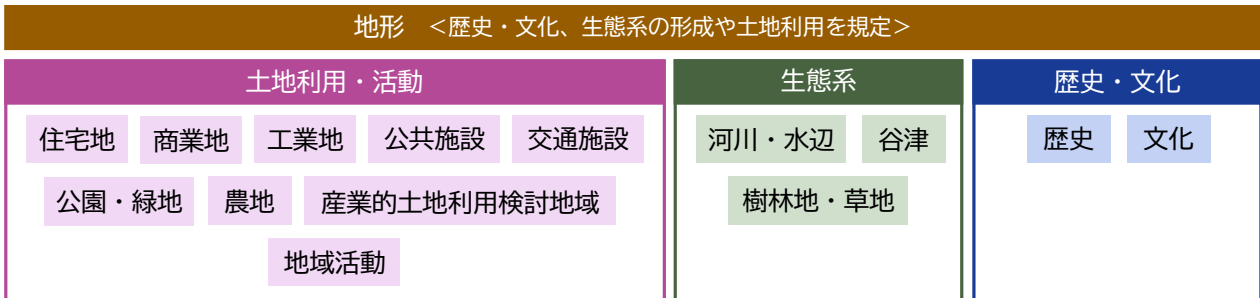 地形 <歴史・文化、生態系の形成や土地利用を規定>
土地利用・活動
住宅地 商業地 工業地 公共施設 交通施設
公園・緑地 農地 産業的土地利用検討地域
地域活動
生態系
河川・水辺 谷津
樹林地・草地
歴史・文化
歴史 文化